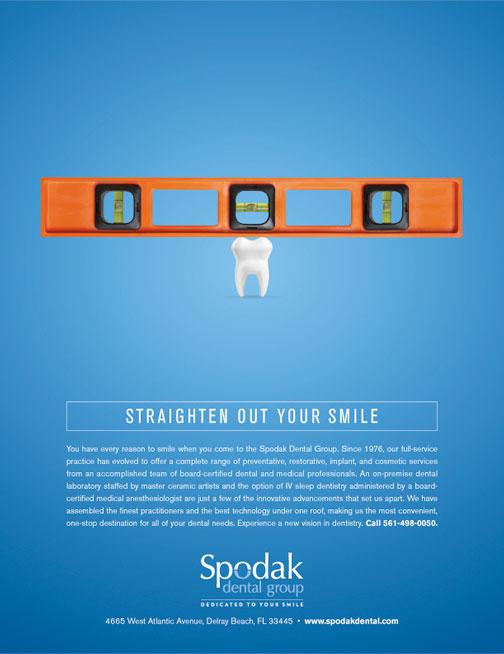 STRAIGHTEN OUT YOUR SMILE
You have every reason to smile when you come to the Spodak Dental Group. Since 1976, our full-service
practice has evolved to offer a complete range of preventative, restorative, implant, and cosmetic services
from an accomplished team of board-certified dental and medical professionals. An on-premise dental
laboratory staffed by master ceramic artists and the option of IV sleep dentistry administered by a board-
certified medical anesthesiologist are just a few of the innovative advancements that set us apart. We have
assembled the finest practitioners and the best technology under one roof, making us the most convenient,
one-stop destination for all of your dental needs. Experience a new vision in dentistry. Call 561-498-0050.
Spodak
dental group
DEDICATED TO YOUR SMILE
4665 West Atlantic Avenue, Delray Beach, FL 33445 • www.spodakdental.com